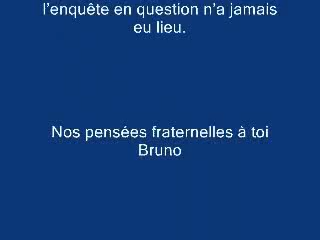 l’enquête en question n’a jamais
eu lieu.
Nos pensées fraternelles à toi
Bruno